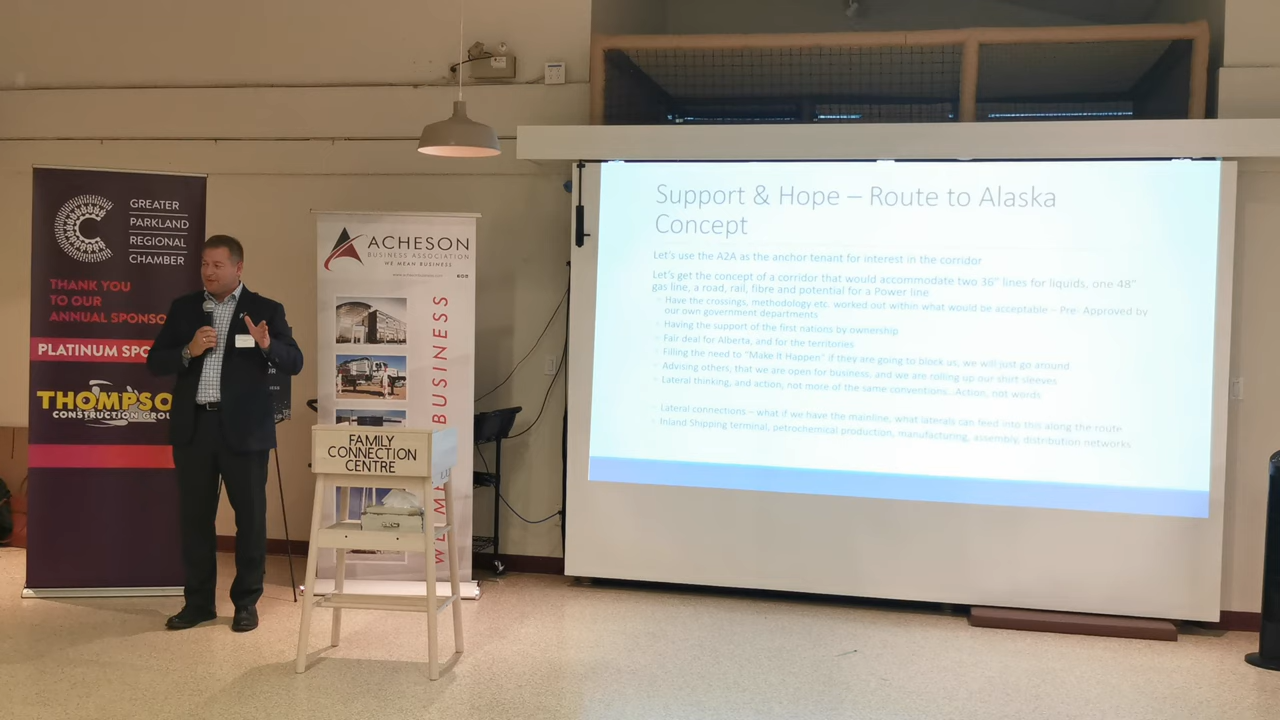 GREATER
PARKLAND
REGIONAL
CHAMBER
THANK YOU
TO OUR
ANNUAL SPONSO
PLATINUM SPO
THOMPSO
CONSTRUCTION GROU
ACHESON
BUSINESS ASSOCIATION
WE MEAN BUSINESS
WE MEAN BUSINESS
FAMILY
CONNECTION
CENTRE
Support & Hope – Route to Alaska
Concept
Let's use the A2A as the anchor tenant for interest in the corridor
Let's get the concept of a corridor that would accommodate two 36" lines for liquids, one 48"
gas line, a road, rail, fibre and potential for a Power line
Have the crossings, methodology etc. worked out within what would be acceptable – Pre- Approved by
our own government departments
Having the support of the first nations by ownership
Fair deal for Alberta, and for the territories
Filling the need to "Make It Happen" if they are going to block us, we will just go around
Advising others, that we are open for business, and we are rolling up our shirt sleeves
Lateral thinking, and action, not more of the same conventions. Action, not words
Lateral connections – what if we have the mainline, what laterals can feed into this along the route
Inland Shipping terminal, petrochemical production, manufacturing, assembly, distribution networks